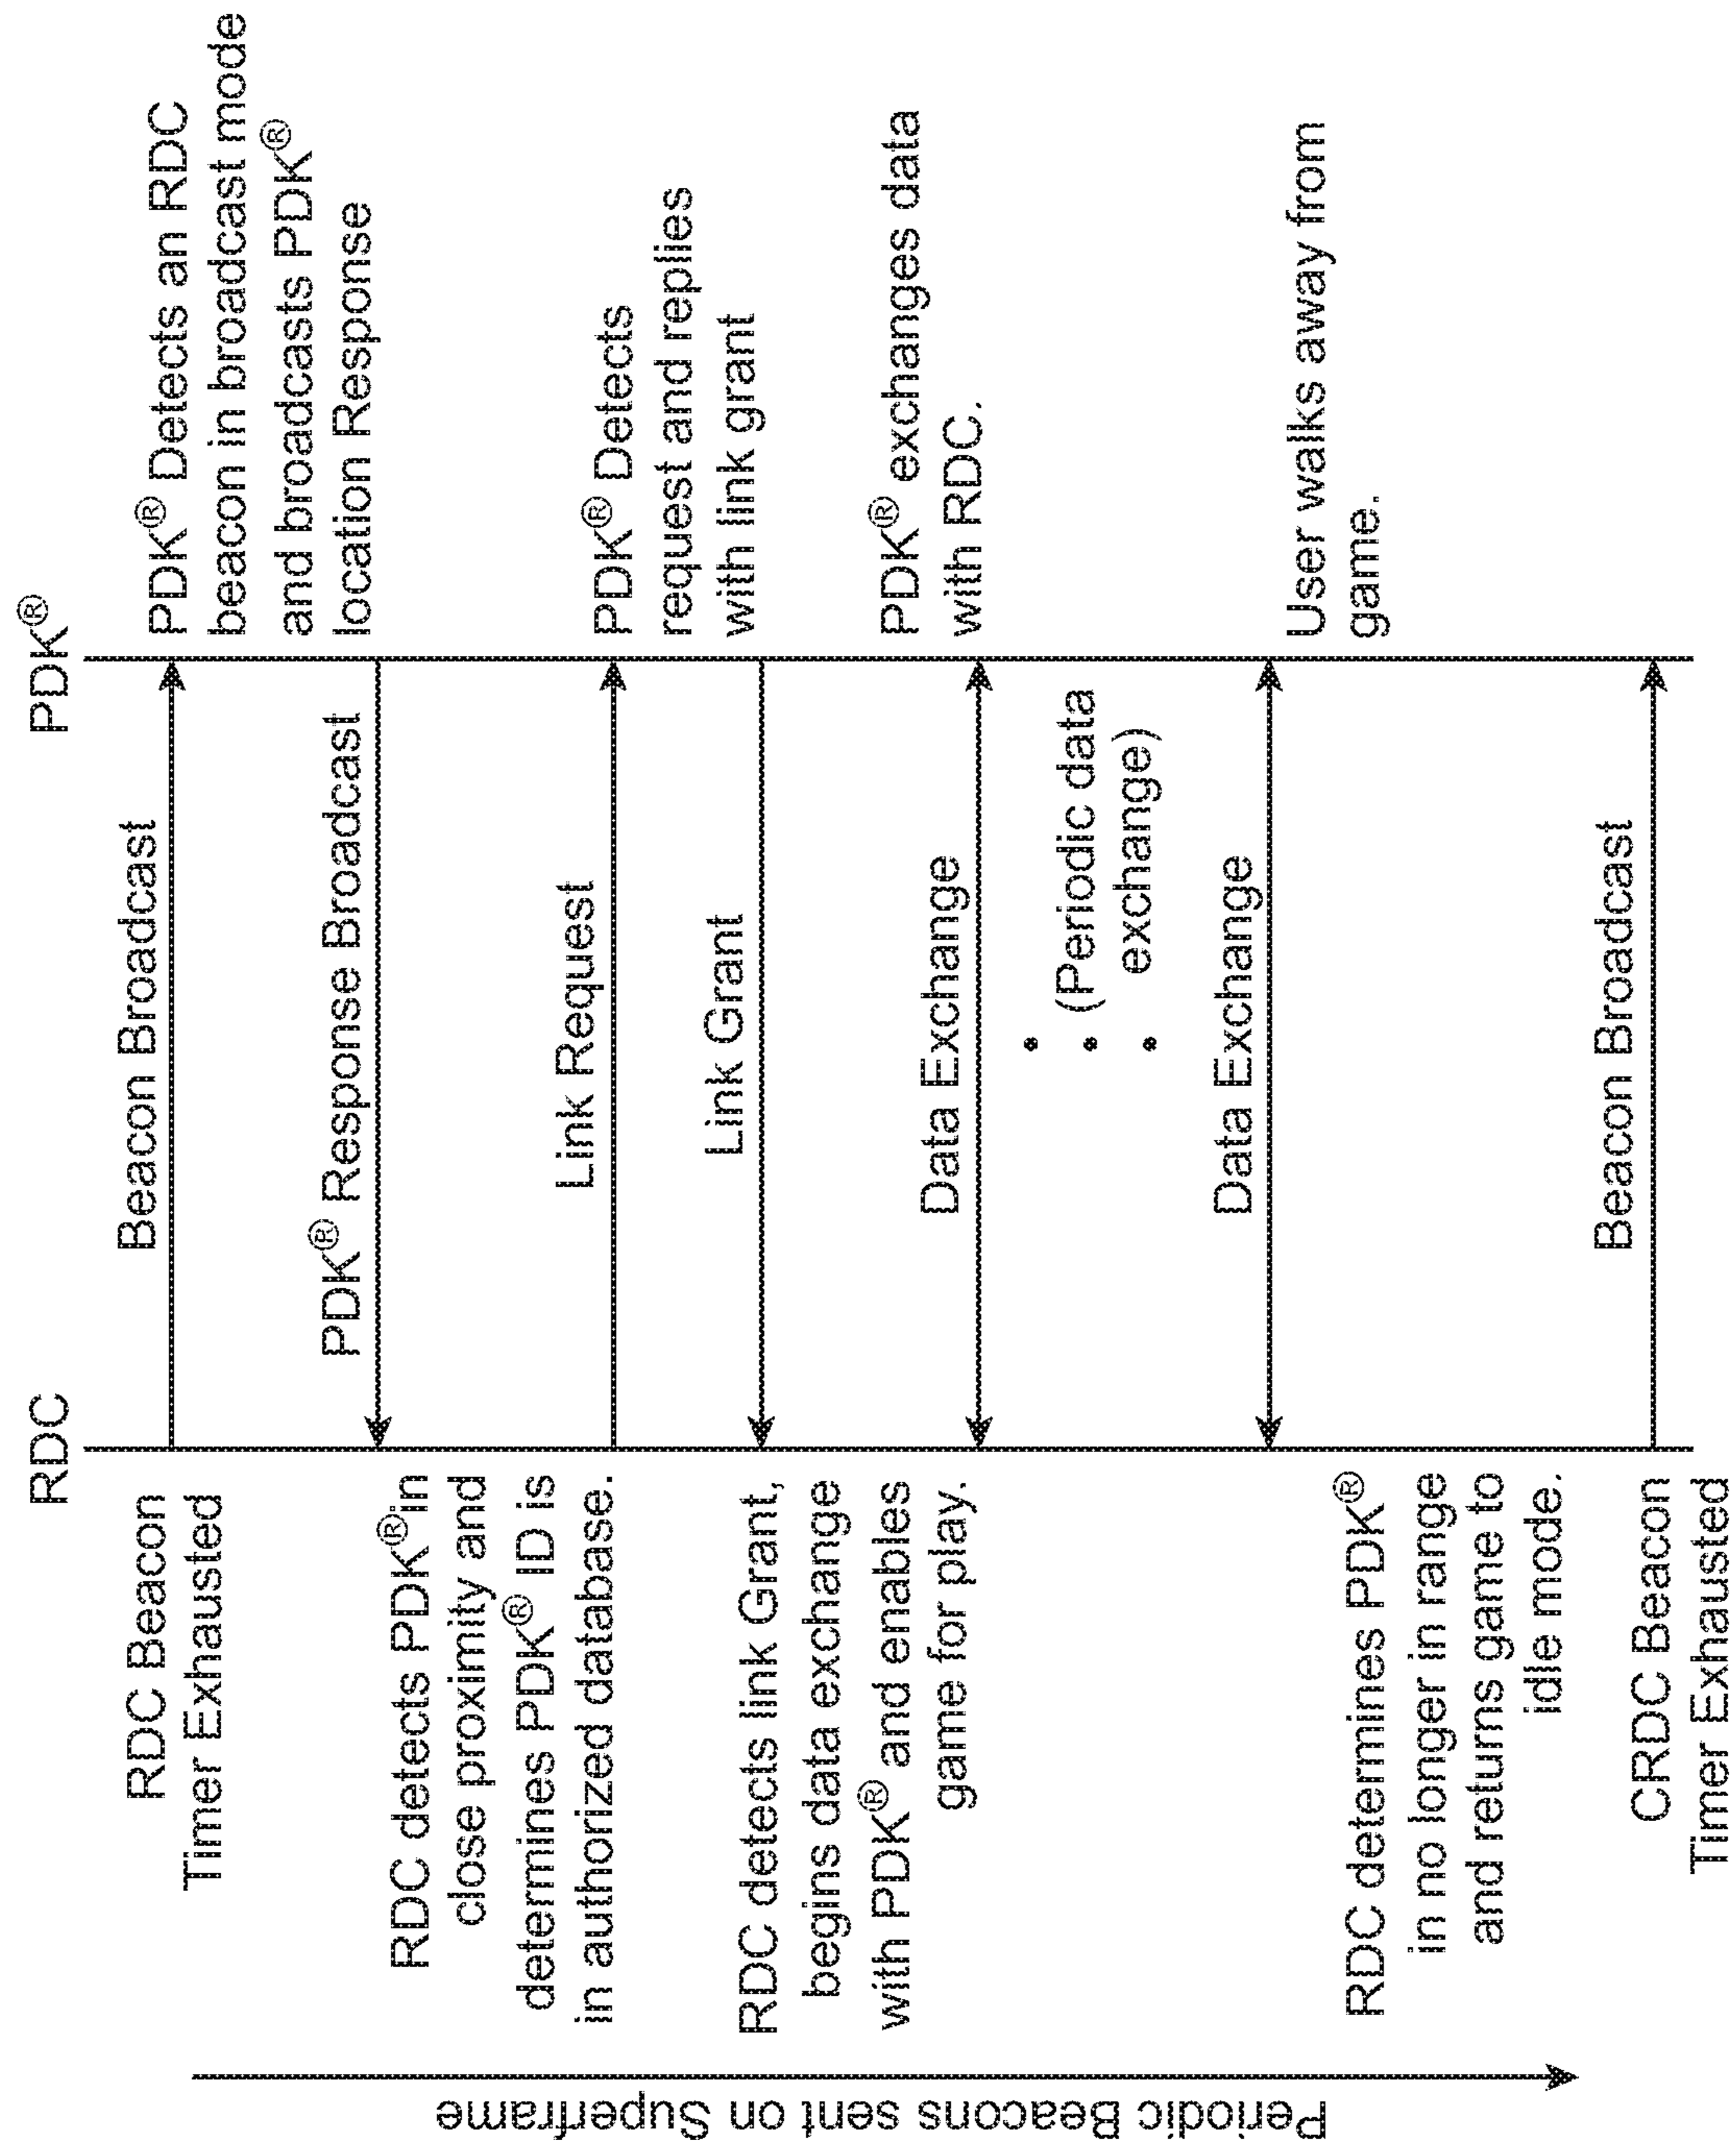 RDC
PDK®
RDC Beacon
Timer Exhausted
Beacon Broadcast
PDK® Detects an RDC
beacon in broadcast mode
and broadcasts PDK®
location Response
PDK® Response Broadcast
RDC detects PDK® in
close proximity and
determines PDK® ID is
in authorized database.
Link Request
PDK® Detects
request and replies
with link grant
Link Grant
RDC detects link Grant,
begins data exchange
with PDK® and enables
game for play.
Data Exchange
PDK® exchanges data
with RDC.
(Periodic data
exchange)
Data Exchange
User walks away from
game.
RDC determines PDK®
in no longer in range
and returns game to
idle mode.
Beacon Broadcast
CRDC Beacon
Timer Exhausted
Periodic Beacons sent on Superframe